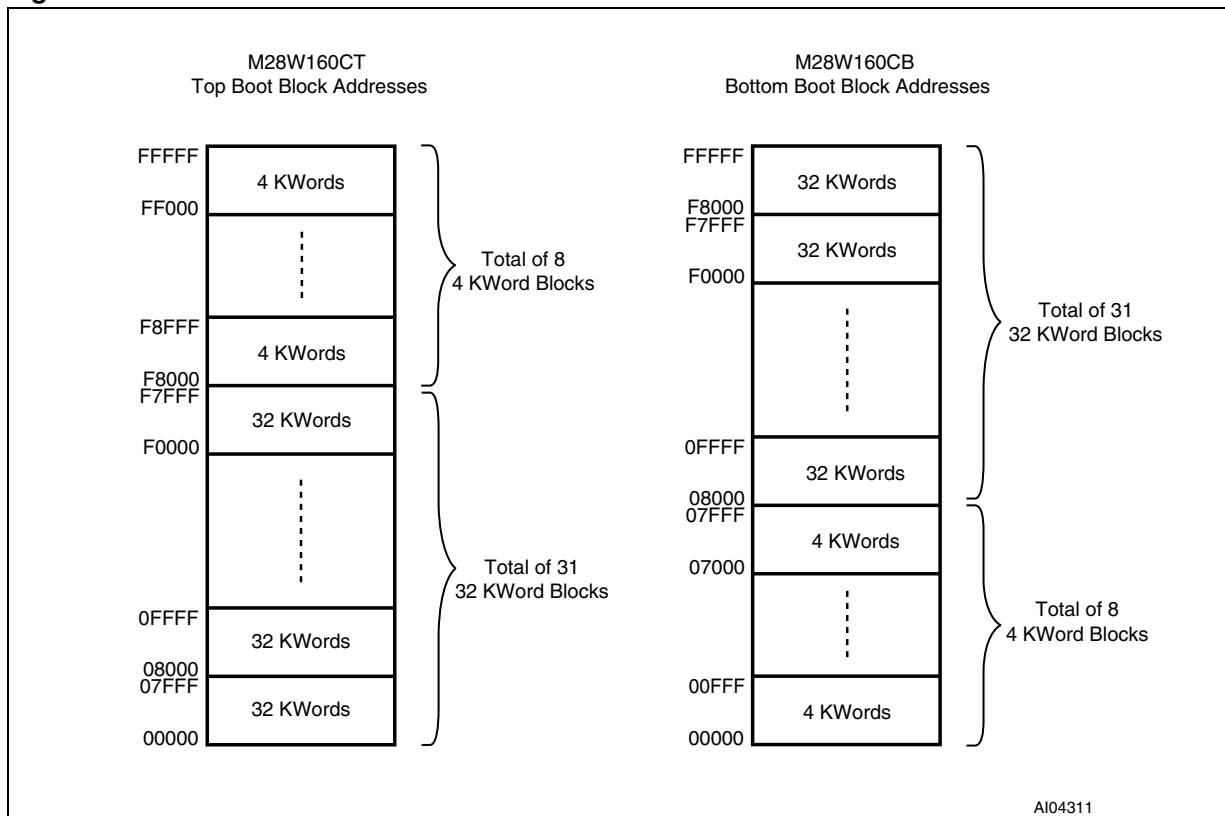 M28W160CT
Top Boot Block Addresses
FFFFF
4 KWords
FF000
Total of 8
4 KWord Blocks
F8FFF
4 KWords
F8000
F7FFF
32 KWords
F0000
Total of 31
32 KWord Blocks
0FFFF
32 KWords
08000
07FFF
32 KWords
00000
M28W160CB
Bottom Boot Block Addresses
FFFFF
32 KWords
F8000
F7FFF
32 KWords
F0000
Total of 31
32 KWord Blocks
0FFFF
32 KWords
08000
07FFF
4 KWords
07000
Total of 8
4 KWord Blocks
00FFF
4 KWords
00000
AI04311